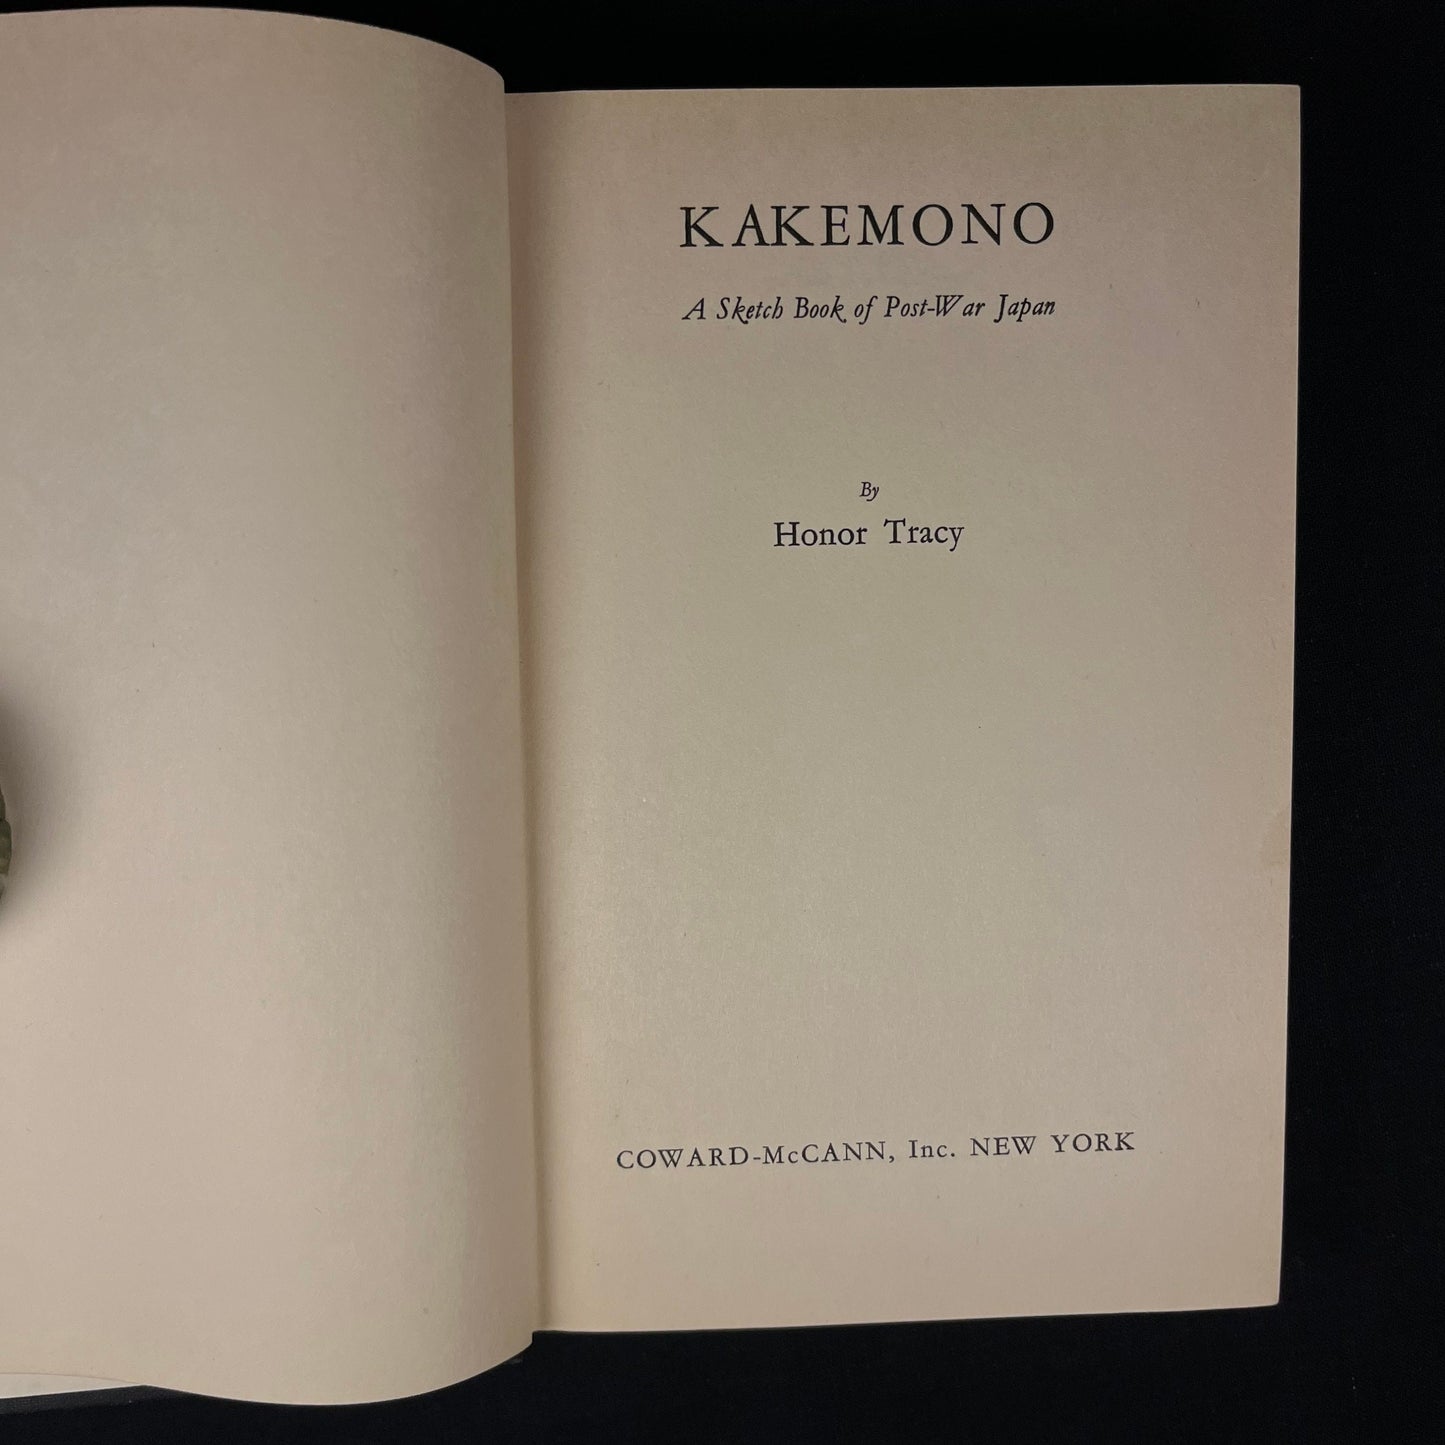 KAKEMONO
A Sketch Book of Post-War Japan
By
Honor Tracy
COWARD-McCANN, Inc. NEW YORK